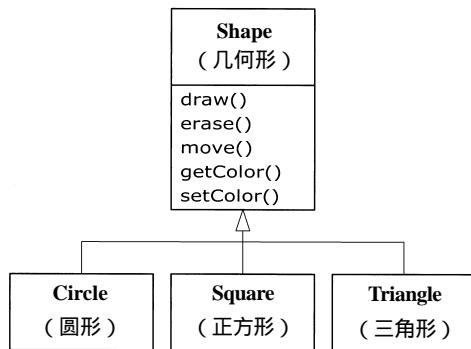 Shape
（几何形）
draw()
erase()
move()
getColor()
setColor()
Circle
（圆形）
Square
（正方形）
Triangle
（三角形）